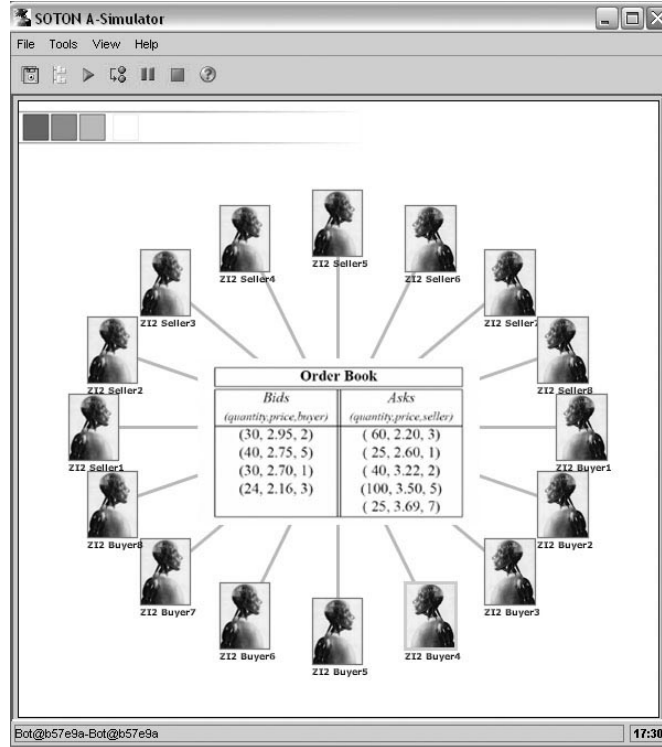 SOTON A-Simulator
File Tools View Help
ZI2 Seller5
ZI2 Seller4
ZI2 Seller6
ZI2 Seller3
ZI2 Seller7
Order Book
ZI2 Seller2
ZI2 Seller8
Bids Asks
(quantity,price,buyer) (quantity,price,seller)
(30, 2.95, 2) ( 60, 2.20, 3)
(40, 2.75, 5) ( 25, 2.60, 1)
ZI2 Seller1
ZI2 Buyer1
(30, 2.70, 1) ( 40, 3.22, 2)
(24, 2.16, 3) (100, 3.50, 5)
( 25, 3.69, 7)
ZI2 Buyer8
ZI2 Buyer2
ZI2 Buyer7
ZI2 Buyer3
ZI2 Buyer6
ZI2 Buyer4
ZI2 Buyer5
Bot@b57e9a-Bot@b57e9a
17:30